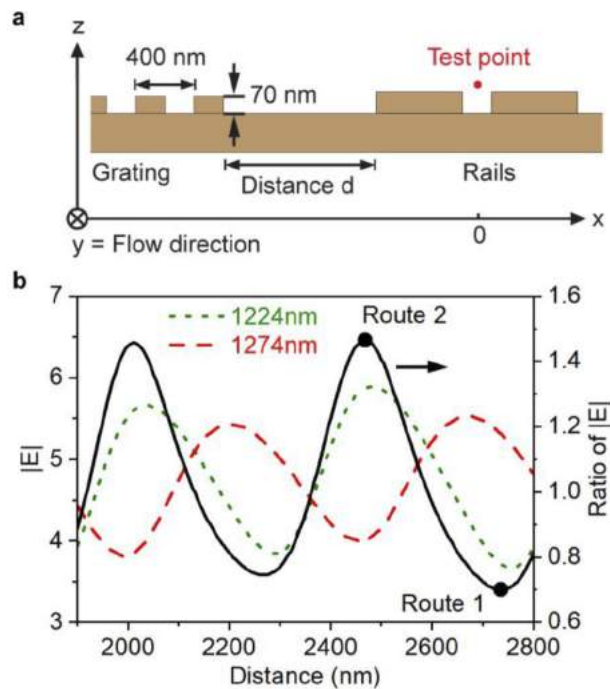 a
z
400 nm
Test point
70 nm
Grating
Distance d
Rails
0
x
y = Flow direction
b
7
6
5
4
3
|E|
1224nm
1274nm
Route 2
Route 1
1.6
1.4
1.2
1.0
0.8
0.6
Ratio of |E|
2000
2200
2400
2600
2800
Distance (nm)